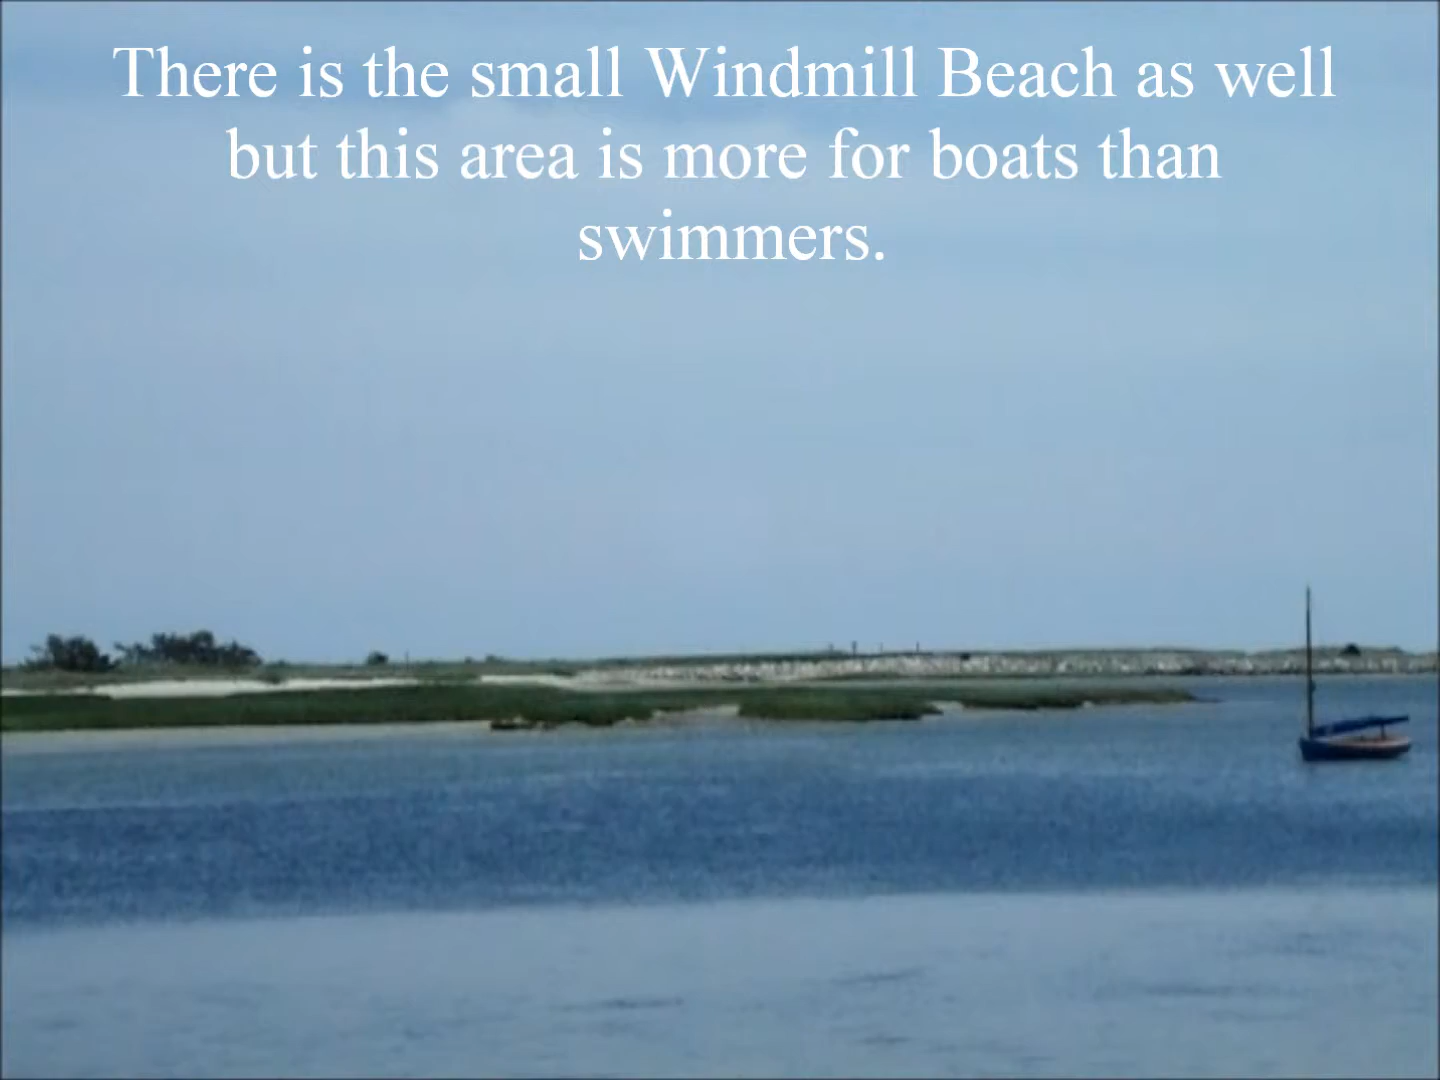 There is the small Windmill Beach as well
but this area is more for boats than
swimmers.